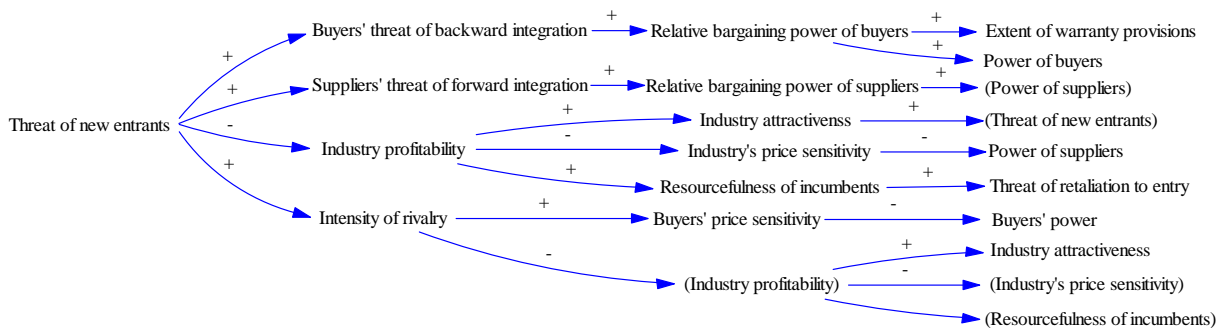 Threat of new entrants
+
+
-
+
Buyers' threat of backward integration
+
Relative bargaining power of buyers
+
Extent of warranty provisions
+
Power of buyers
Suppliers' threat of forward integration
+
Relative bargaining power of suppliers
+
(Power of suppliers)
Industry profitability
+
Industry attractivenss
+
(Threat of new entrants)
-
Industry's price sensitivity
-
Power of suppliers
+
Resourcefulness of incumbents
+
Threat of retaliation to entry
Intensity of rivalry
+
Buyers' price sensitivity
-
Buyers' power
-
(Industry profitability)
+
Industry attractiveness
-
(Industry's price sensitivity)
(Resourcefulness of incumbents)